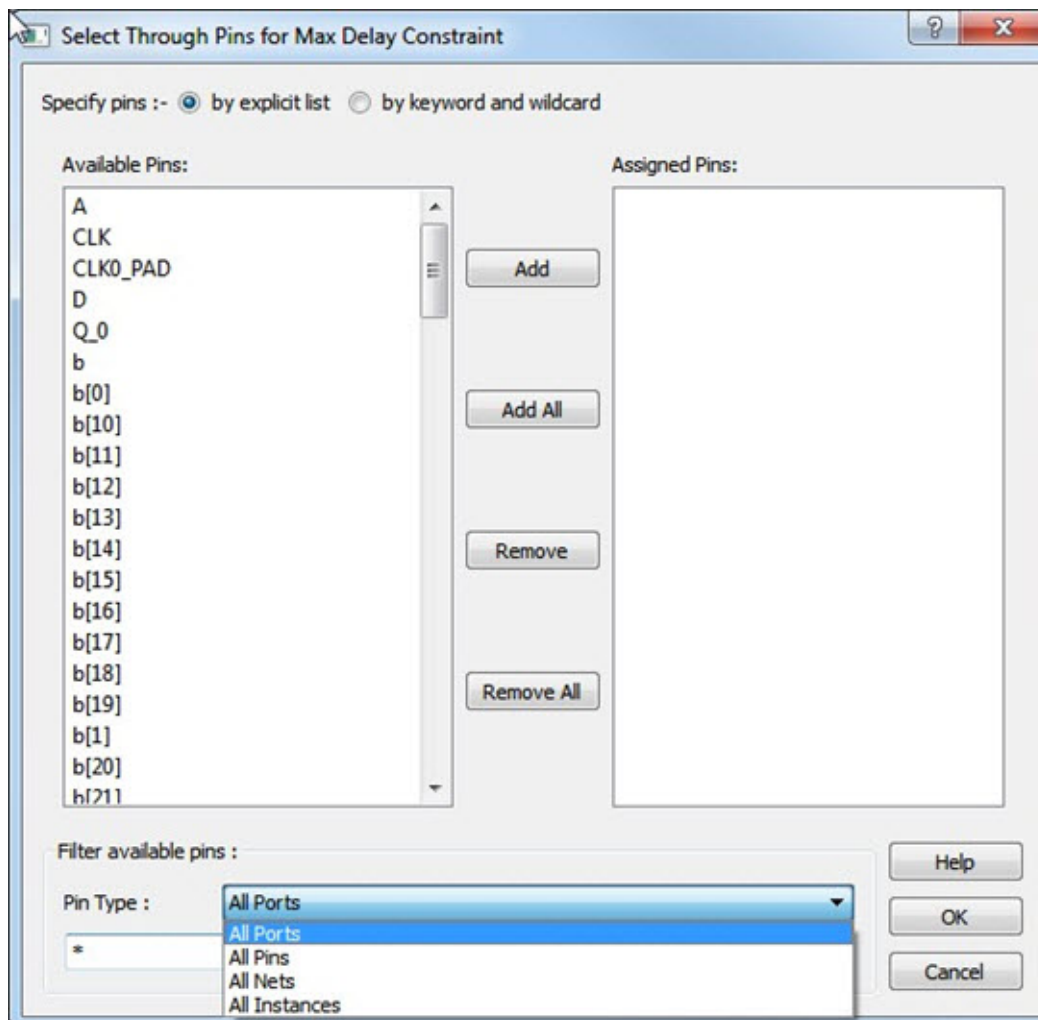 Select Through Pins for Max Delay Constraint
?
Specify pins :- by explicit list by keyword and wildcard
Available Pins:
A
CLK
CLK0_PAD
D
Q_0
b
b[0]
b[10]
b[11]
b[12]
b[13]
b[14]
b[15]
b[16]
b[17]
b[18]
b[19]
b[1]
b[20]
b[21]
Add
Add All
Remove
Remove All
Assigned Pins:
Filter available pins :
Pin Type : All Ports
*
All Ports
All Pins
All Nets
All Instances
Help
OK
Cancel